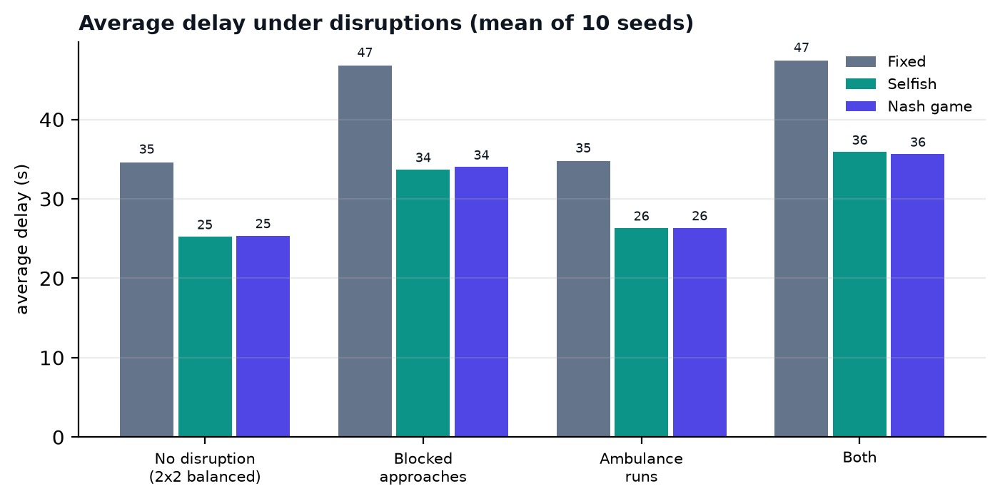 Average delay under disruptions (mean of 10 seeds)
47
47
Fixed
Selfish
Nash game
35
25
25
34
34
35
26
26
36
36
average delay (s)
40
30
20
10
0
No disruption
(2x2 balanced)
Blocked
approaches
Ambulance
runs
Both